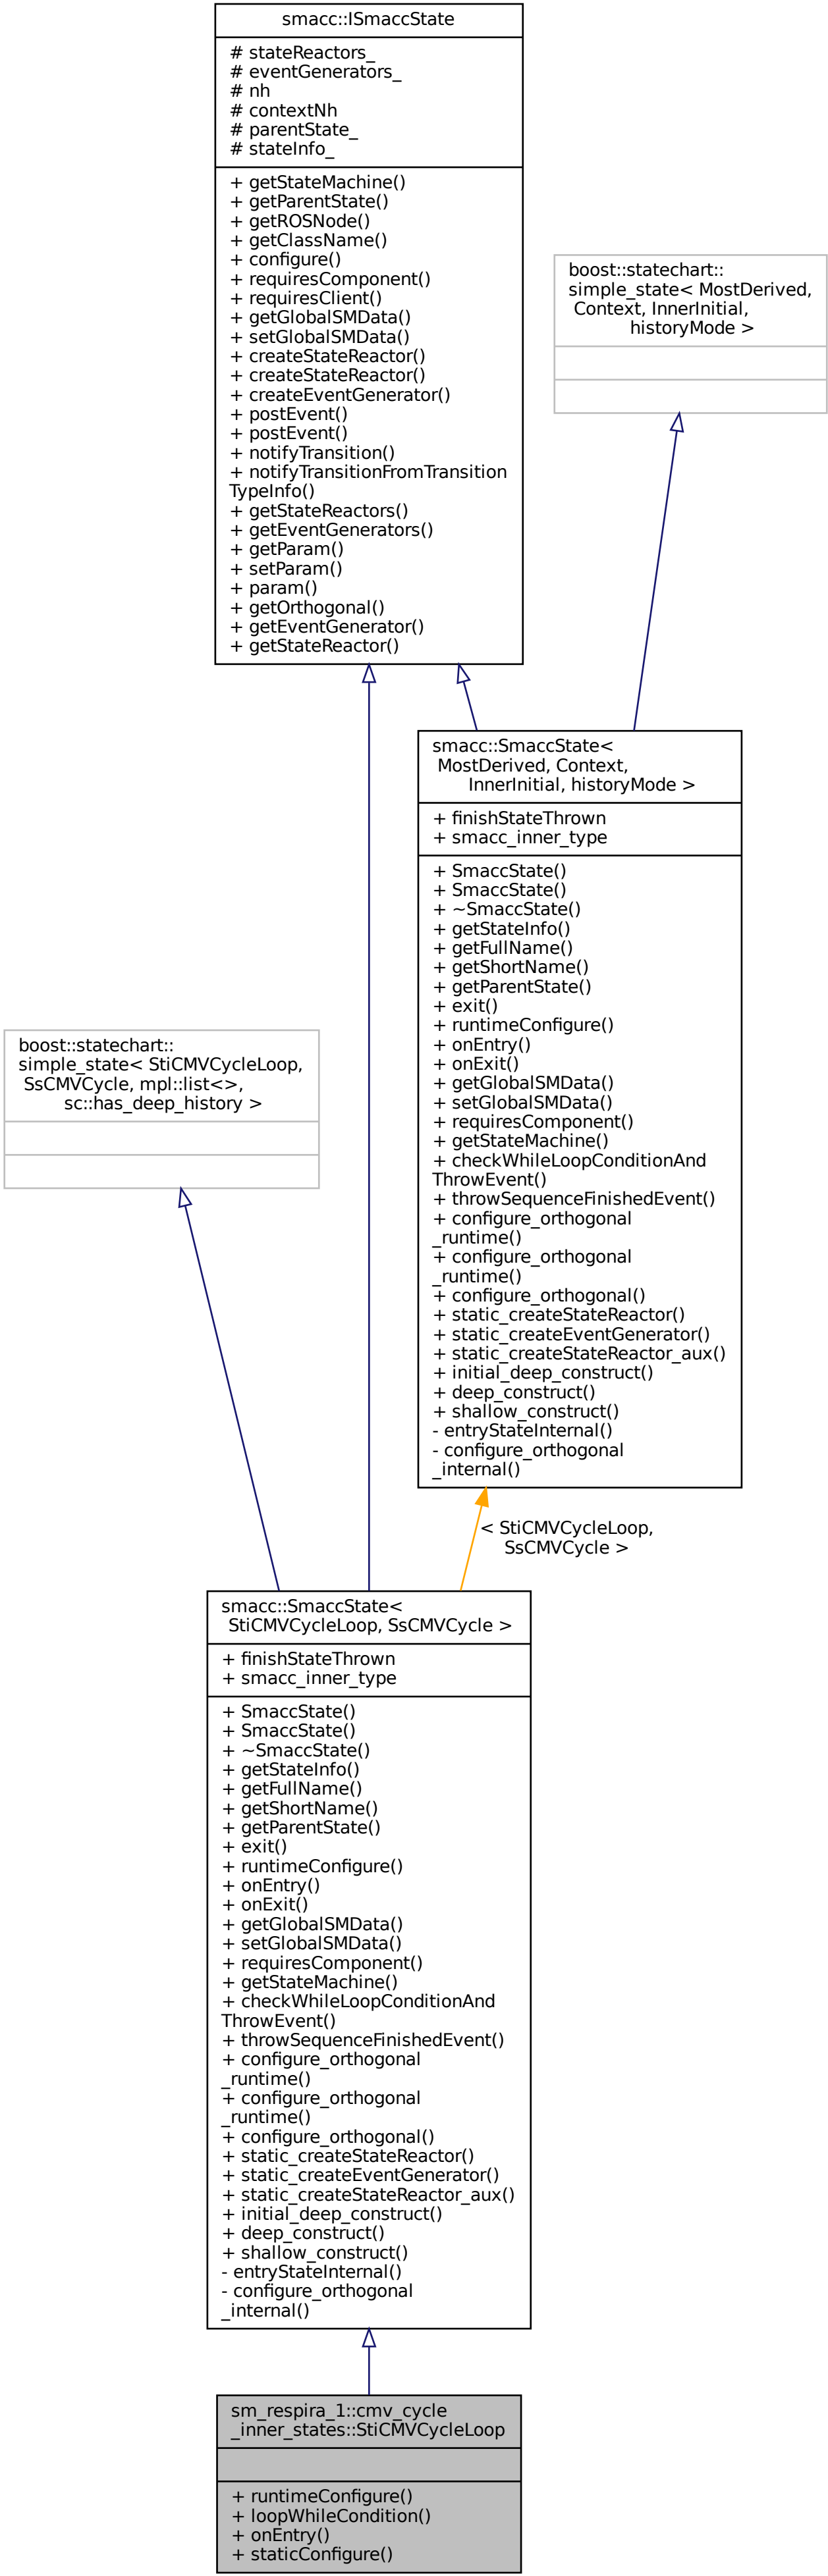 smacc::ISmaccState
# stateReactors_
# eventGenerators_
# nh
# contextNh
# parentState_
# stateInfo_
+ getStateMachine()
+ getParentState()
+ getROSNode()
+ getClassName()
+ configure()
+ requiresComponent()
+ requiresClient()
+ getGlobalSMData()
+ setGlobalSMData()
+ createStateReactor()
+ createStateReactor()
+ createEventGenerator()
+ postEvent()
+ postEvent()
+ notifyTransition()
+ notifyTransitionFromTransition
TypeInfo()
+ getStateReactors()
+ getEventGenerators()
+ getParam()
+ setParam()
+ param()
+ getOrthogonal()
+ getEventGenerator()
+ getStateReactor()
boost::statechart::
simple_state< MostDerived,
Context, InnerInitial,
historyMode >
smacc::SmaccState<
MostDerived, Context,
InnerInitial, historyMode >
+ finishStateThrown
+ smacc_inner_type
+ SmaccState()
+ SmaccState()
+ ~SmaccState()
+ getStateInfo()
+ getFullName()
+ getShortName()
+ getParentState()
+ exit()
+ runtimeConfigure()
+ onEntry()
+ onExit()
+ getGlobalSMData()
+ setGlobalSMData()
+ requiresComponent()
+ getStateMachine()
+ checkWhileLoopConditionAnd
ThrowEvent()
+ throwSequenceFinishedEvent()
+ configure_orthogonal
_runtime()
+ configure_orthogonal
_runtime()
+ configure_orthogonal()
+ static_createStateReactor()
+ static_createEventGenerator()
+ static_createStateReactor_aux()
+ initial_deep_construct()
+ deep_construct()
+ shallow_construct()
- entryStateInternal()
- configure_orthogonal
_internal()
boost::statechart::
simple_state< StiCMVCycleLoop,
SsCMVCycle, mpl::list<>,
sc::has_deep_history >
< StiCMVCycleLoop,
SsCMVCycle >
smacc::SmaccState<
StiCMVCycleLoop, SsCMVCycle >
+ finishStateThrown
+ smacc_inner_type
+ SmaccState()
+ SmaccState()
+ ~SmaccState()
+ getStateInfo()
+ getFullName()
+ getShortName()
+ getParentState()
+ exit()
+ runtimeConfigure()
+ onEntry()
+ onExit()
+ getGlobalSMData()
+ setGlobalSMData()
+ requiresComponent()
+ getStateMachine()
+ checkWhileLoopConditionAnd
ThrowEvent()
+ throwSequenceFinishedEvent()
+ configure_orthogonal
_runtime()
+ configure_orthogonal
_runtime()
+ configure_orthogonal()
+ static_createStateReactor()
+ static_createEventGenerator()
+ static_createStateReactor_aux()
+ initial_deep_construct()
+ deep_construct()
+ shallow_construct()
- entryStateInternal()
- configure_orthogonal
_internal()
sm_respira_1::cmv_cycle
_inner_states::StiCMVCycleLoop
+ runtimeConfigure()
+ loopWhileCondition()
+ onEntry()
+ staticConfigure()